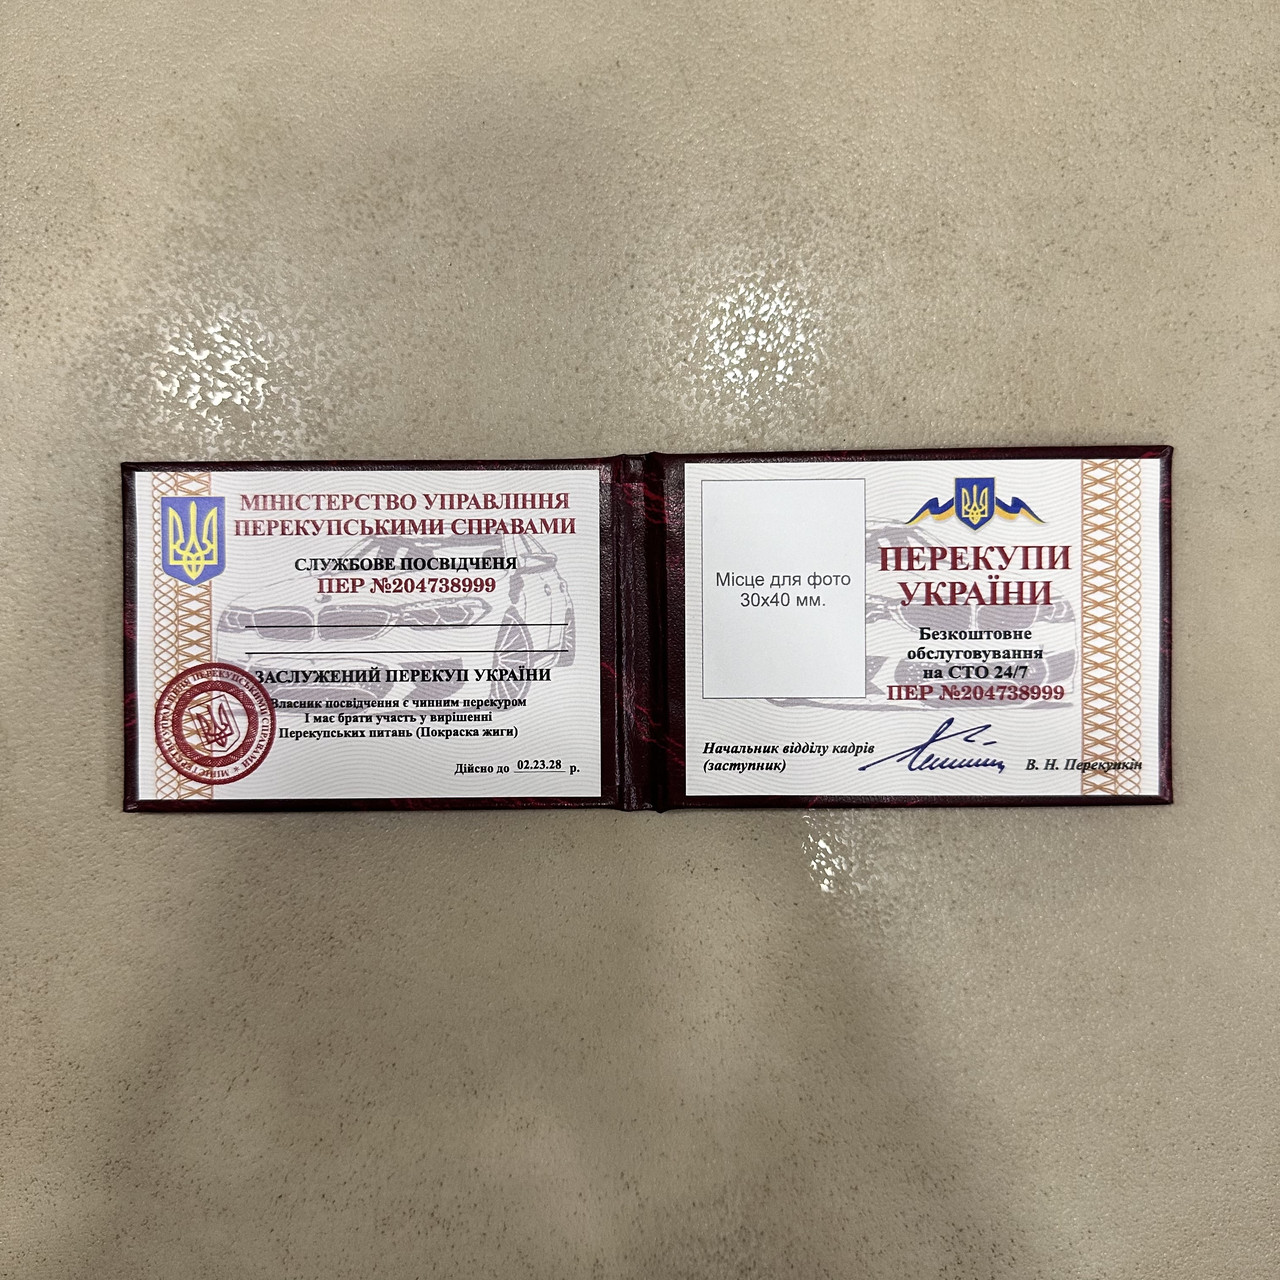 МІНІСТЕРСТВО УПРАВЛІННЯ
ПЕРЕКУПСЬКИМИ СПРАВАМИ
СЛУЖБОВЕ ПОСВІДЧЕНЯ
ПЕР №204738999
ЗАСЛУЖЕНИЙ ПЕРЕКУП УКРАЇНИ
Власник посвідчення є чинним перекуром
І має брати участь у вирішенні
Перекупських питань (Покраска жиги)
Дійсно до 02.23.28 р.
Місце для фото
30х40 мм.
ПЕРЕКУПИ
УКРАЇНИ
Безкоштовне
обслуговування
на СТО 24/7
ПЕР №204738999
Начальник відділу кадрів
(заступник)
В. Н. Перекупкін